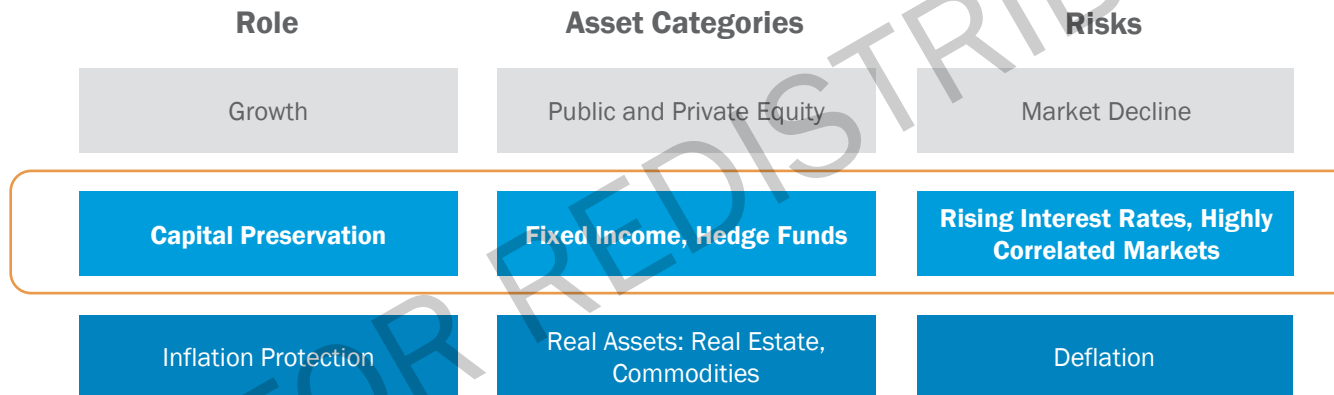 Role
Asset Categories
Risks
Growth
Public and Private Equity
Market Decline
Capital Preservation
Fixed Income, Hedge Funds
Rising Interest Rates, Highly
Correlated Markets
Inflation Protection
Real Assets: Real Estate,
Commodities
Deflation
FOR